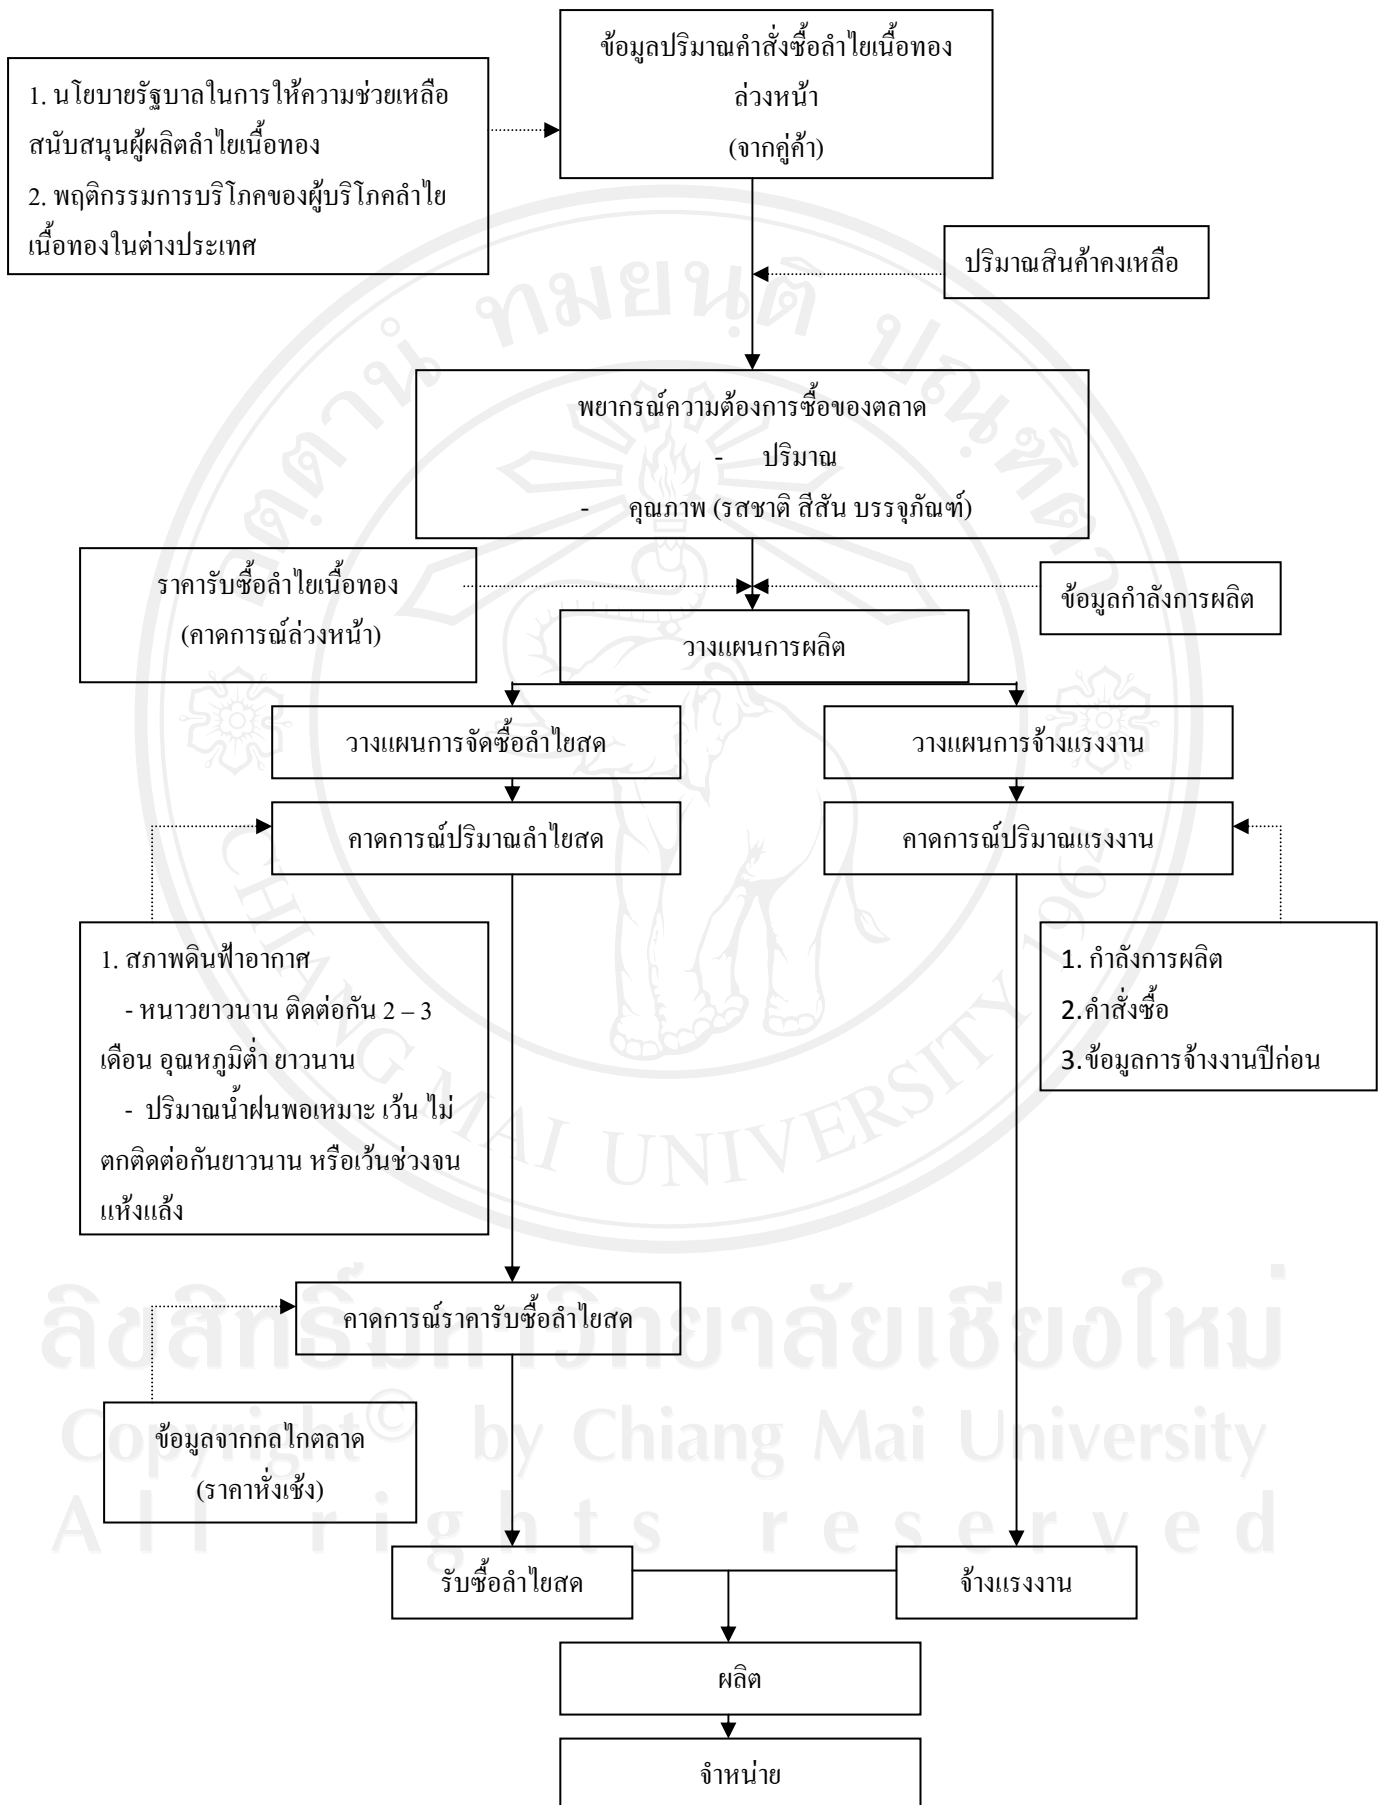 ข้อมูลปริมาณคำสั่งซื้อลำไยเนื้อทอง
ล่วงหน้า
(จากคู่ค้า)
1. นโยบายรัฐบาลในการให้ความช่วยเหลือ
สนับสนุนผู้ผลิตลำไยเนื้อทอง
2. พฤติกรรมการบริโภคของผู้บริโภคลำไย
เนื้อทองในต่างประเทศ
ปริมาณสินค้าคงเหลือ
พยากรณ์ความต้องการซื้อของตลาด
- ปริมาณ
- คุณภาพ (รสชาติ สีสัน บรรจุภัณฑ์)
ราคารับซื้อลำไยเนื้อทอง
(คาดการณ์ล่วงหน้า)
ข้อมูลกำลังการผลิต
วางแผนการผลิต
วางแผนการจัดซื้อลำไยสด
วางแผนการจ้างแรงงาน
คาดการณ์ปริมาณลำไยสด
คาดการณ์ปริมาณแรงงาน
1. สภาพดินฟ้าอากาศ
- หนาวยาวนาน ติดต่อกัน 2 – 3
เดือน อุณหภูมิต่ำ ยาวนาน
- ปริมาณน้ำฝนพอเหมาะ เว้น ไม่
ตกติดต่อกันยาวนาน หรือเว้นช่วงจน
แห้งแล้ง
1. กำลังการผลิต
2. คำสั่งซื้อ
3. ข้อมูลการจ้างงานปีก่อน
คาดการณ์ราคารับซื้อลำไยสด
ข้อมูลจากกลไกตลาด
(ราคาหั่งเช้ง)
รับซื้อลำไยสด
จ้างแรงงาน
ผลิต
จำหน่าย
อตฺตานํ ทมยนฺติ ปณฺฑิตา
CHIANG MAI UNIVERSITY 1964
ลิขสิทธิ์มหาวิทยาลัยเชียงใหม่
Copyright© by Chiang Mai University
All rights reserved